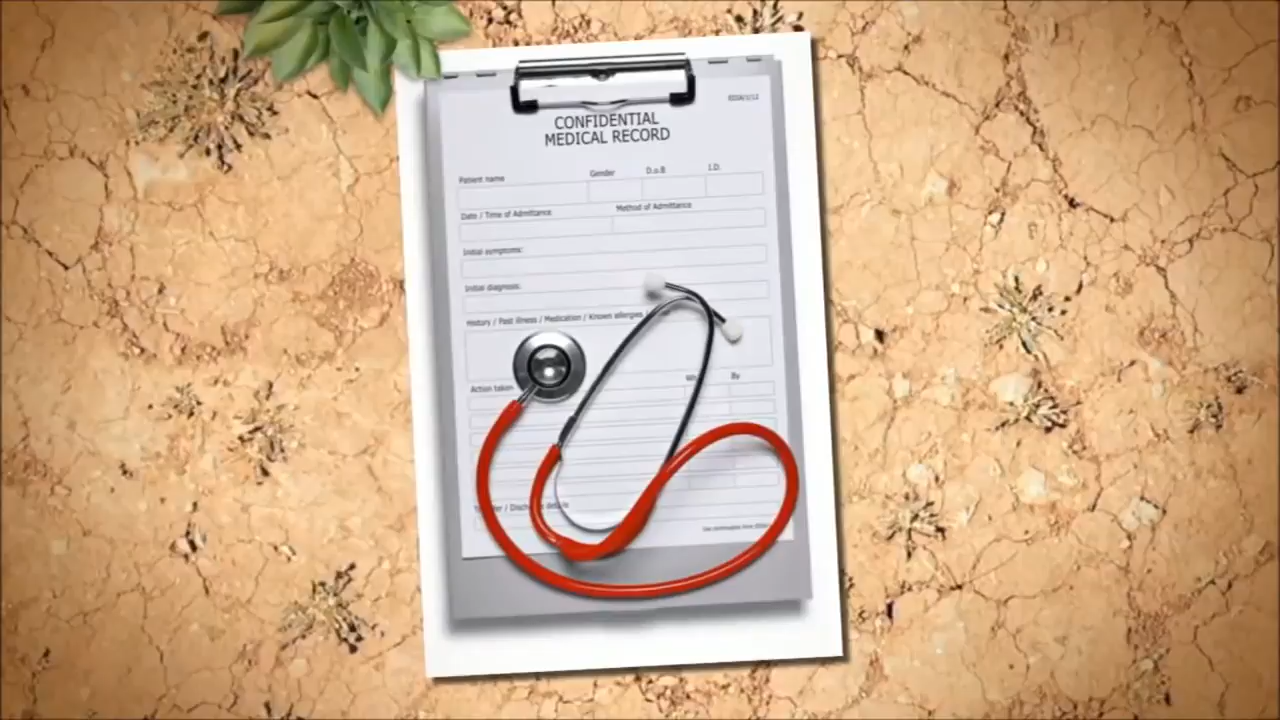 CONFIDENTIAL
MEDICAL RECORD
Patient name Gender D.o.B I.D.
Date / Time of Admittance Method of Admittance
Initial symptoms:
Initial diagnosis:
History / Past illness / Medication / Known allergies
Action taken By